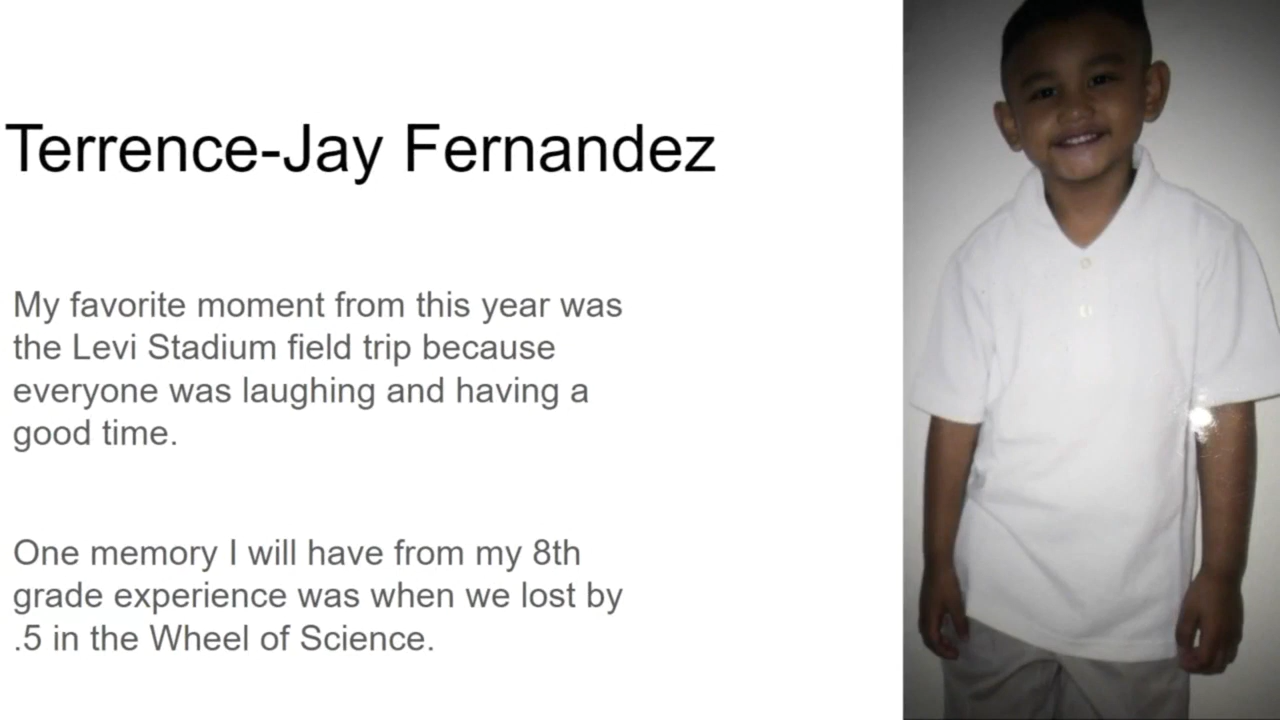 Terrence-Jay Fernandez
My favorite moment from this year was
the Levi Stadium field trip because
everyone was laughing and having a
good time.
One memory I will have from my 8th
grade experience was when we lost by
.5 in the Wheel of Science.